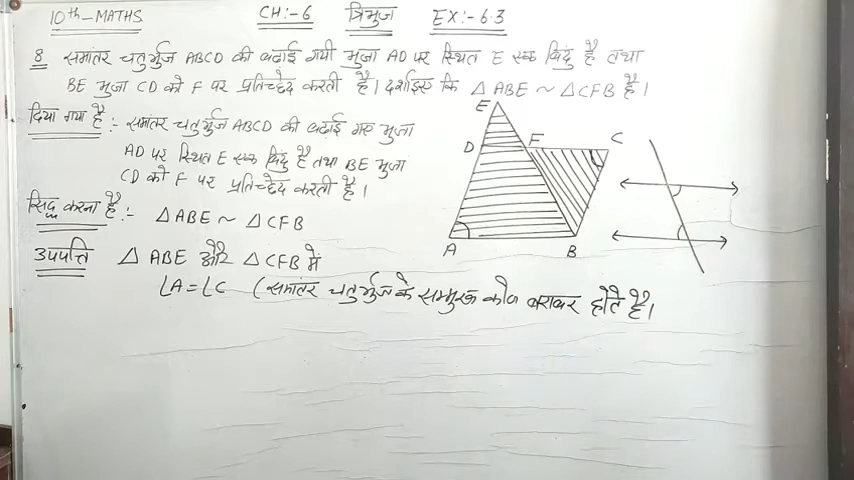 10th-MATHS CH:-6 त्रिभुज EX:-6.3
8 समांतर चतुर्भुज ABCD की बढ़ाई गयी भुजा AD पर स्थित E एक बिंदु है तथा
BE भुजा CD को F पर प्रतिच्छेद करती है। दर्शाइए कि △ABE ~ △CFB है।
दिया गया है:- समांतर चतुर्भुज ABCD की बढ़ाई गए भुजा
AD पर स्थित E एक बिंदु है तथा BE भुजा
CD को F पर प्रतिच्छेद करती है।
सिद्ध करना है:- △ABE ~ △CFB
उपपत्ति △ ABE और △CFB में
∠A = ∠C (समांतर चतुर्भुज के सम्मुख कोण बराबर होते है।
E
D F C
A B